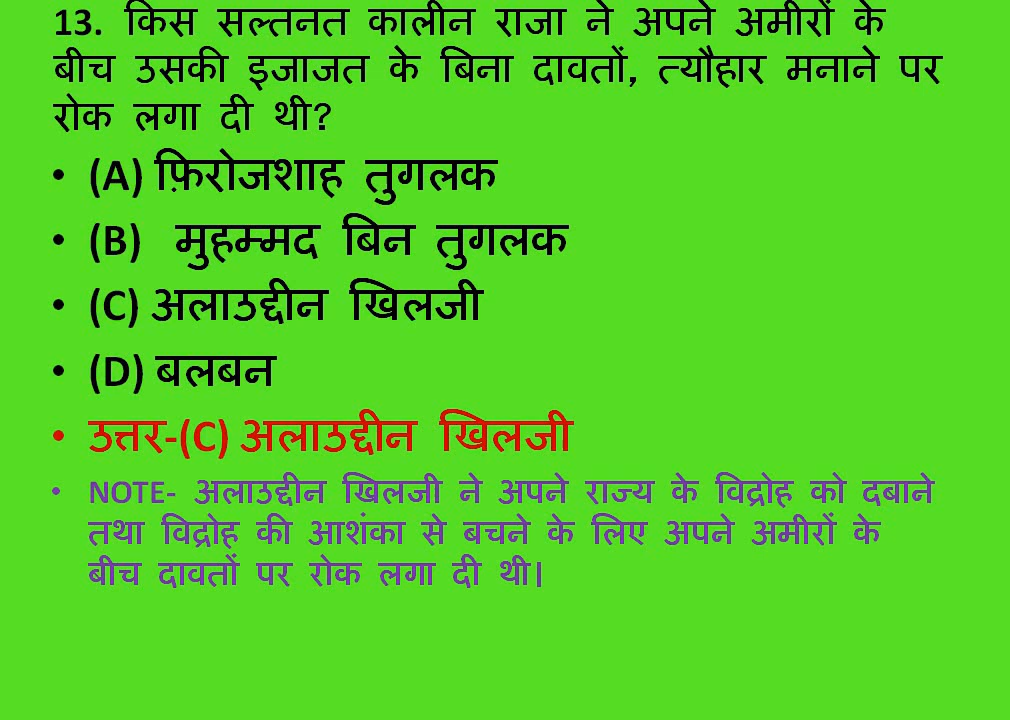 13. किस सल्तनत कालीन राजा ने अपने अमीरों के
बीच उसकी इजाजत के बिना दावतों, त्यौहार मनाने पर
रोक लगा दी थी?
• (A) फ़िरोजशाह तुगलक
• (B) मुहम्मद बिन तुगलक
• (C) अलाउद्दीन खिलजी
• (D) बलबन
• उत्तर-(C) अलाउद्दीन खिलजी
• NOTE- अलाउद्दीन खिलजी ने अपने राज्य के विद्रोह को दबाने
तथा विद्रोह की आशंका से बचने के लिए अपने अमीरों के
बीच दावतों पर रोक लगा दी थी।